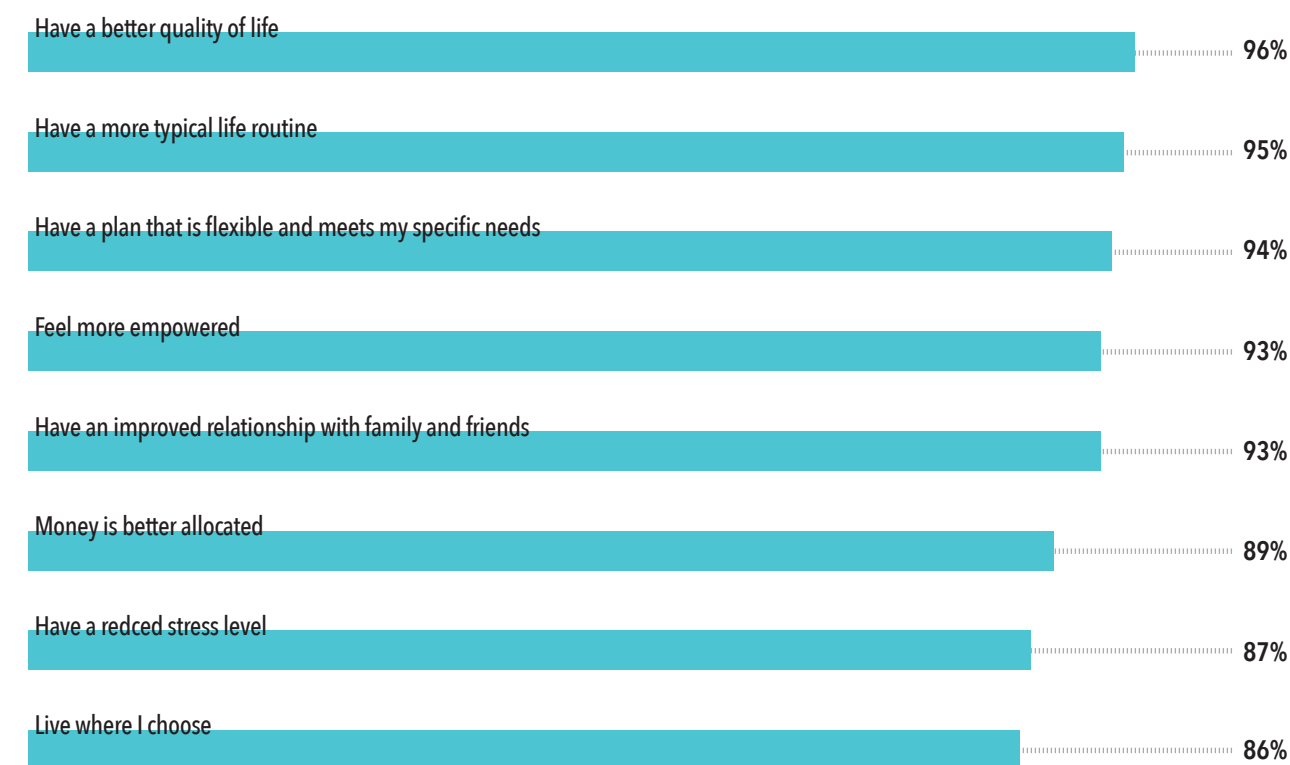 Have a better quality of life
96%
Have a more typical life routine
95%
Have a plan that is flexible and meets my specific needs
94%
Feel more empowered
93%
Have an improved relationship with family and friends
93%
Money is better allocated
89%
Have a redced stress level
87%
Live where I choose
86%